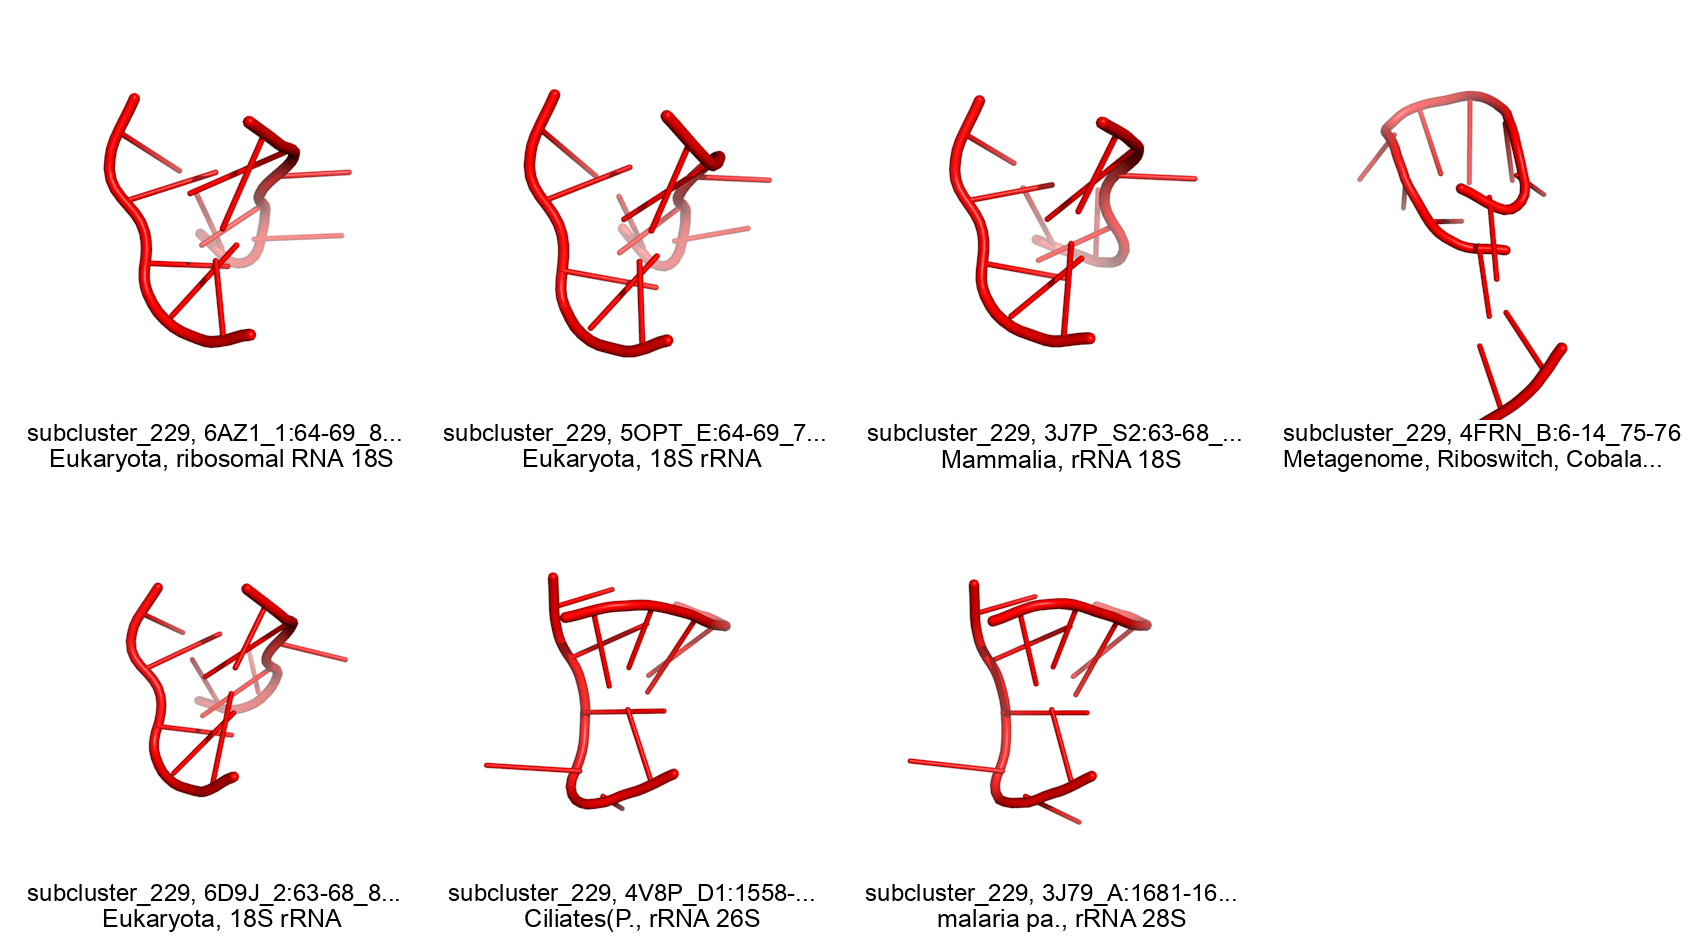 subcluster_229, 6AZ1_1:64-69_8...
Eukaryota, ribosomal RNA 18S
subcluster_229, 5OPT_E:64-69_7...
Eukaryota, 18S rRNA
subcluster_229, 3J7P_S2:63-68_...
Mammalia, rRNA 18S
subcluster_229, 4FRN_B:6-14_75-76
Metagenome, Riboswitch, Cobala...
subcluster_229, 6D9J_2:63-68_8...
Eukaryota, 18S rRNA
subcluster_229, 4V8P_D1:1558-...
Ciliates(P., rRNA 26S
subcluster_229, 3J79_A:1681-16...
malaria pa., rRNA 28S